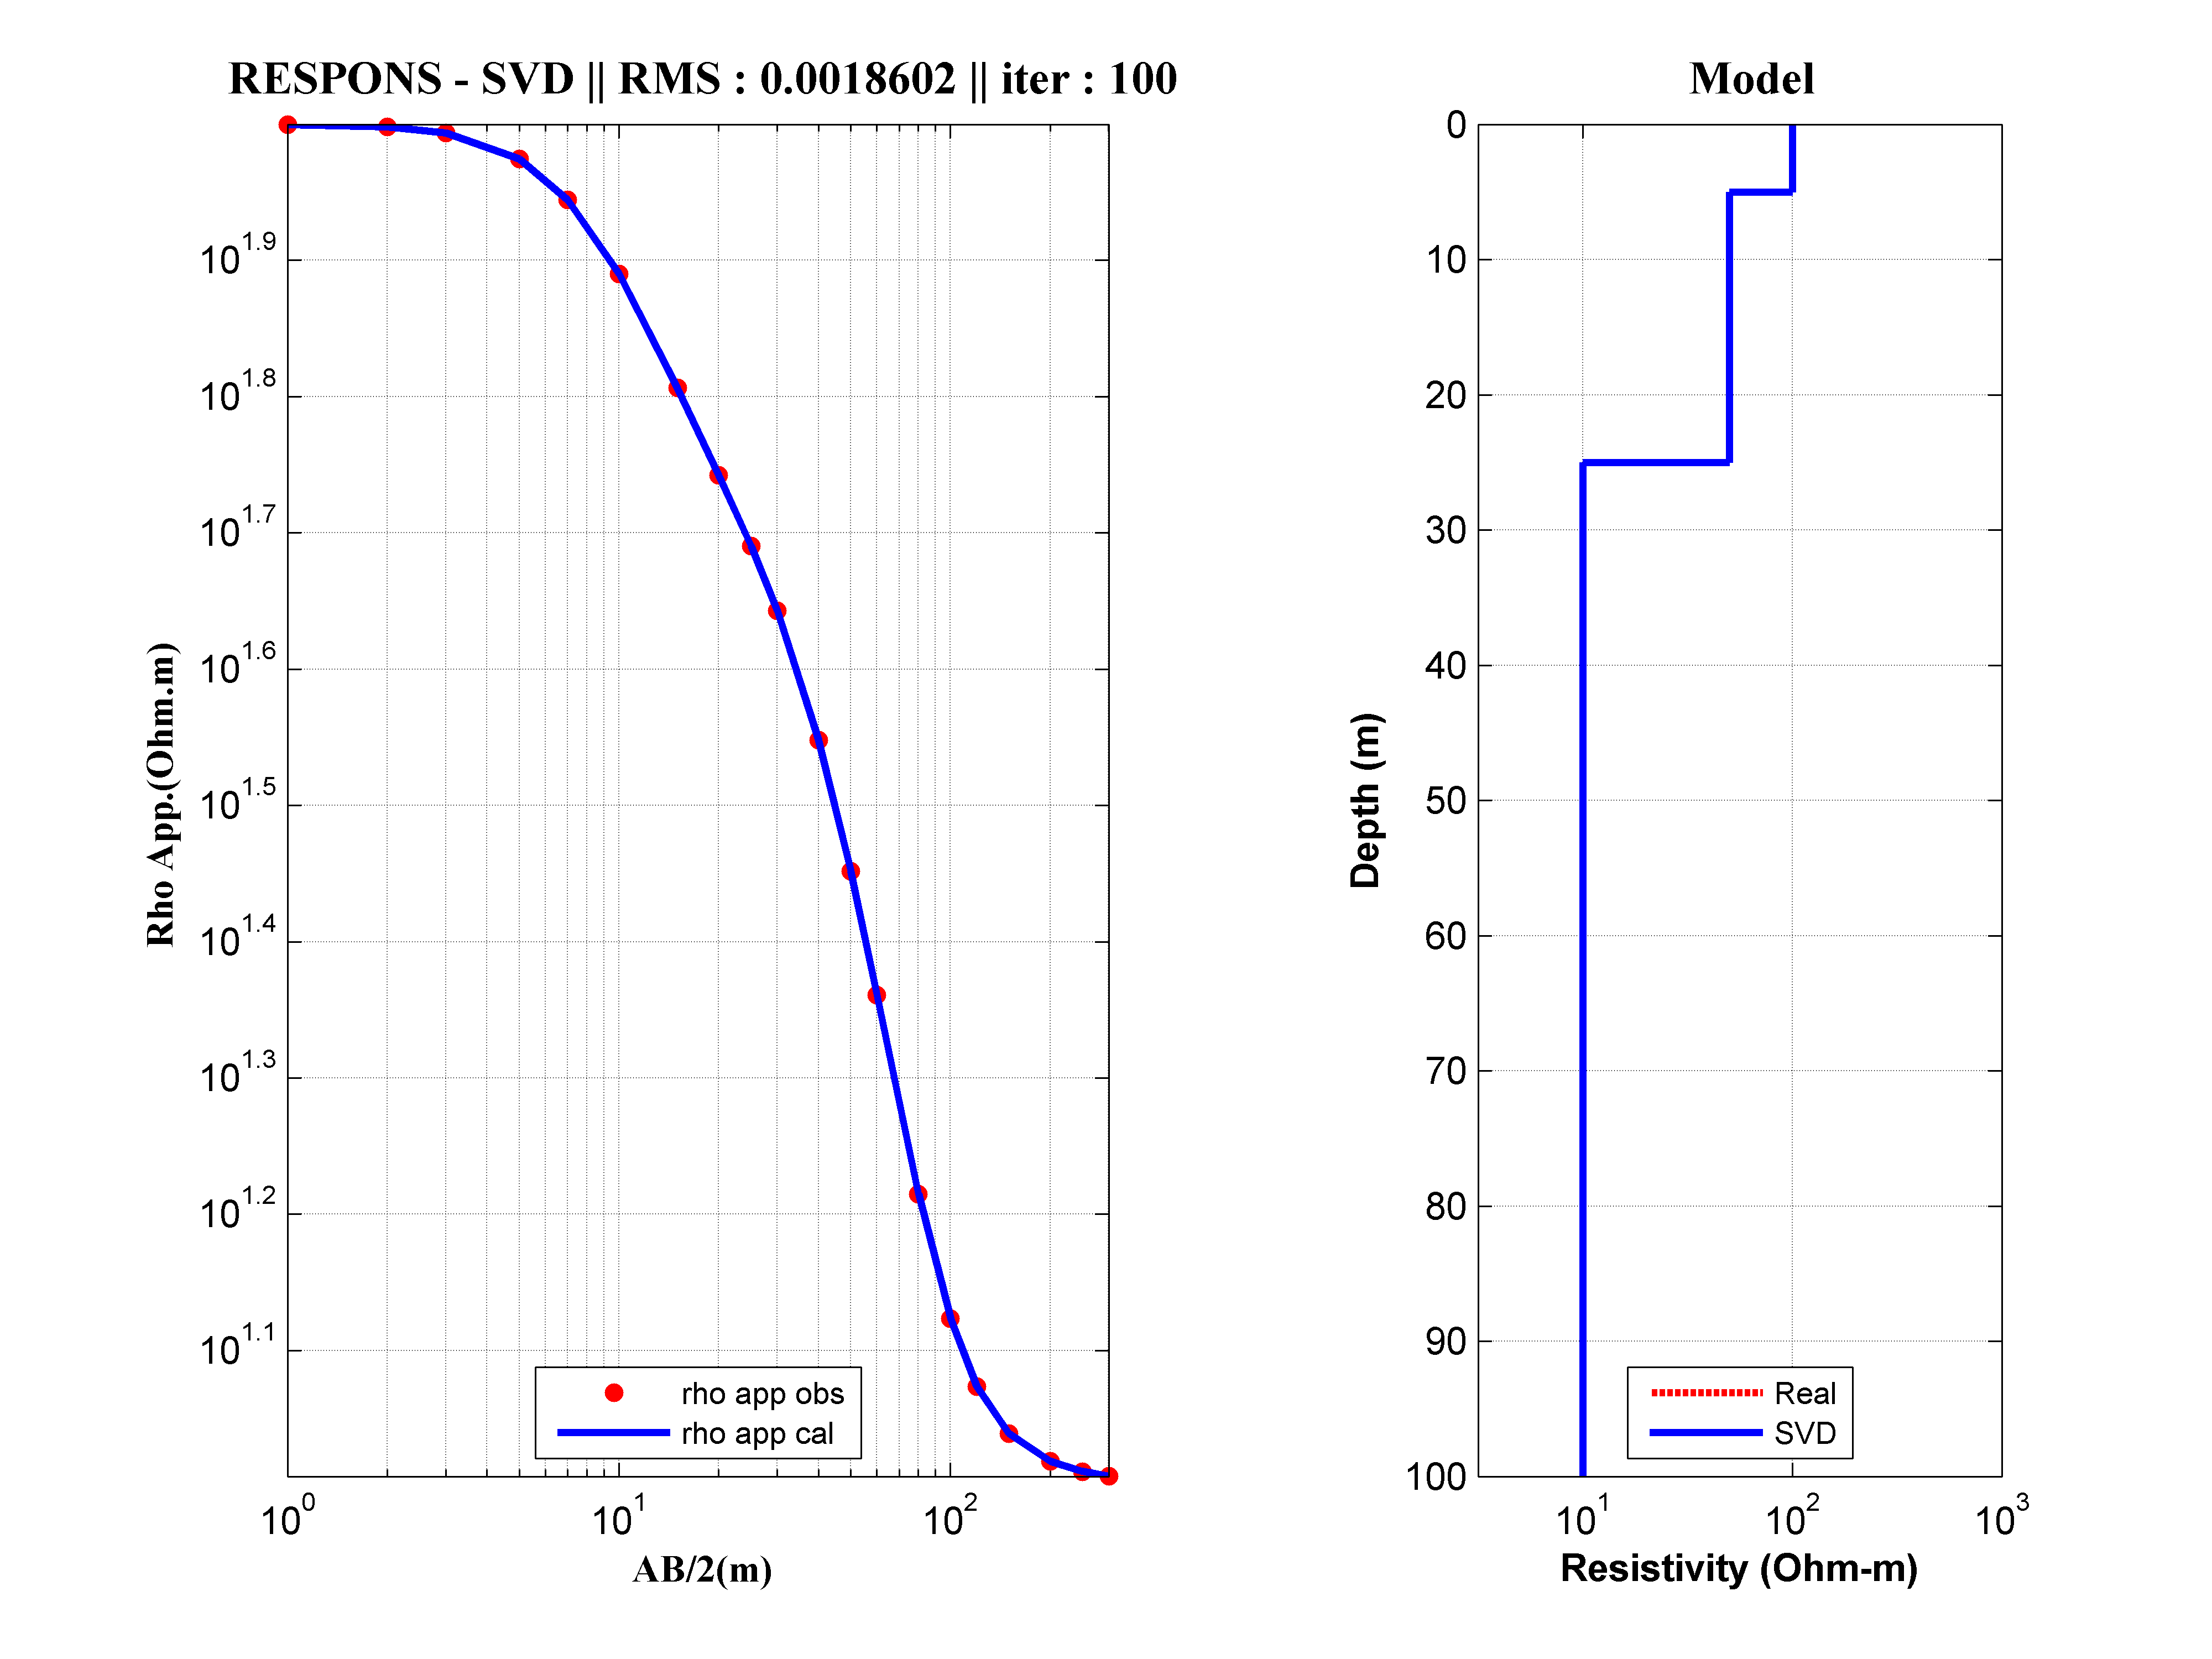 RESPONS - SVD || RMS : 0.0018602 || iter : 100
10^1.9
10^1.8
10^1.7
10^1.6
10^1.5
10^1.4
10^1.3
10^1.2
10^1.1
Rho App.(Ohm.m)
rho app obs
rho app cal
10^0 10^1 10^2
AB/2(m)
Model
0
10
20
30
40
50
60
70
80
90
100
Depth (m)
Real
SVD
10^1 10^2 10^3
Resistivity (Ohm-m)